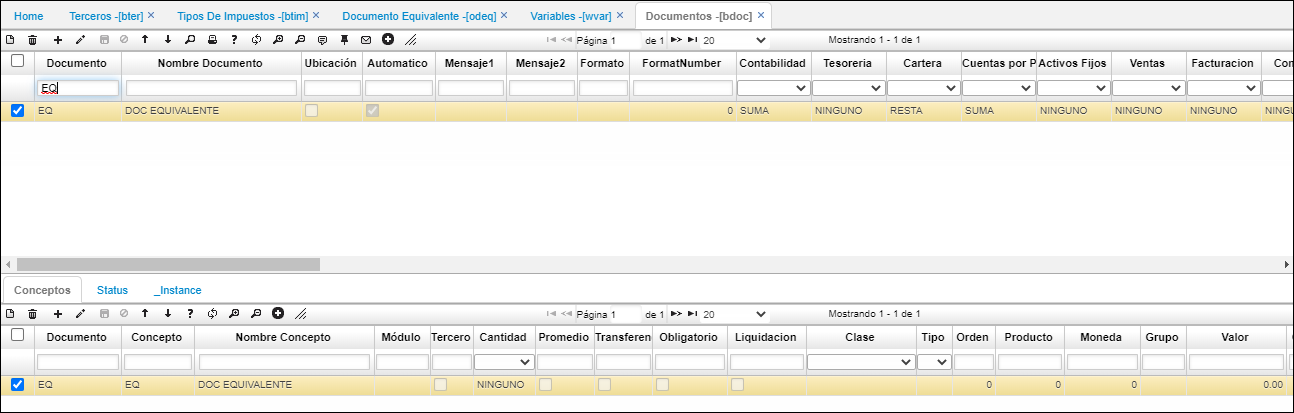 Home Terceros -[bter] × Tipos De Impuestos -[btim] × Documento Equivalente -[odeq] × Variables -[wvar] × Documentos -[bdoc] ×
Página 1 de 1 20 Mostrando 1 - 1 de 1
Documento Nombre Documento Ubicación Automatico Mensaje1 Mensaje2 Formato FormatNumber Contabilidad Tesoreria Cartera Cuentas por P Activos Fijos Ventas Facturacion Con
EQ
EQ DOC EQUIVALENTE 0 SUMA NINGUNO RESTA SUMA NINGUNO NINGUNO NINGUNO NING
Conceptos Status _Instance
Página 1 de 1 20 Mostrando 1 - 1 de 1
Documento Concepto Nombre Concepto Módulo Tercero Cantidad Promedio Transferen Obligatorio Liquidacion Clase Tipo Orden Producto Moneda Grupo Valor
EQ EQ DOC EQUIVALENTE NINGUNO 0 0 0 0.00